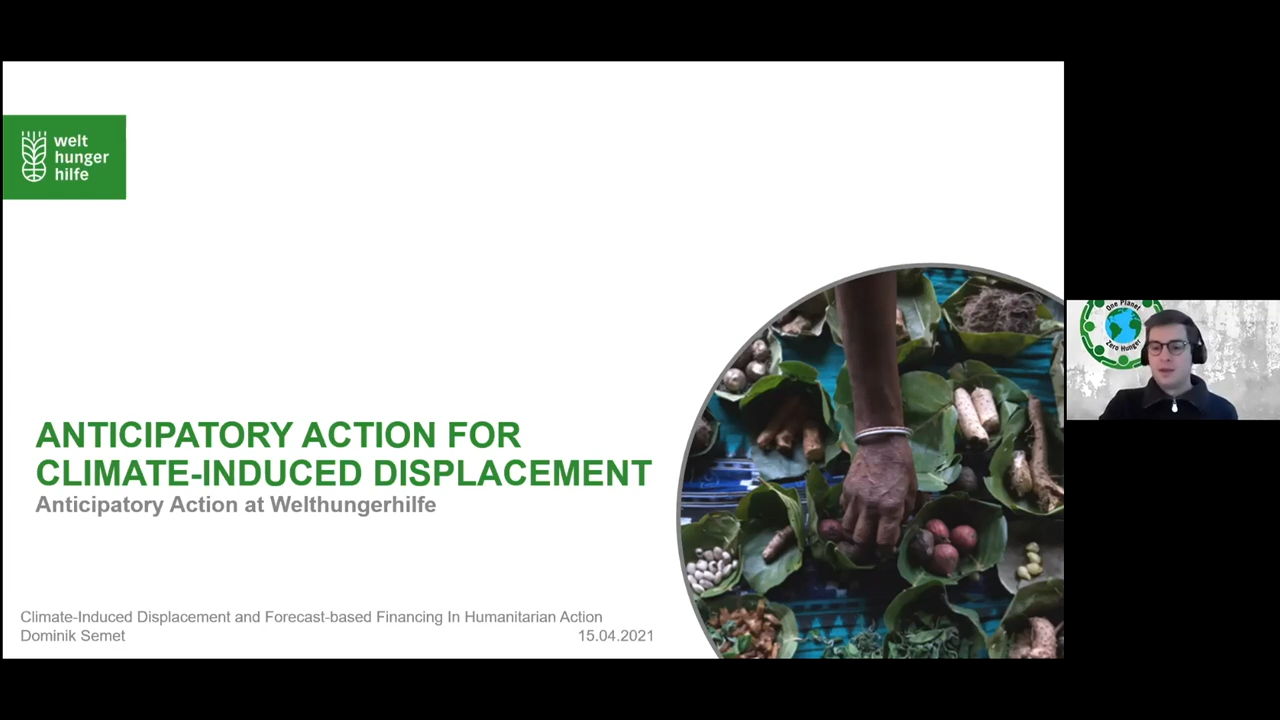 welt
hunger
hilfe
ANTICIPATORY ACTION FOR
CLIMATE-INDUCED DISPLACEMENT
Anticipatory Action at Welthungerhilfe
Climate-Induced Displacement and Forecast-based Financing In Humanitarian Action
Dominik Semet 15.04.2021
One Planet
Zero Hunger